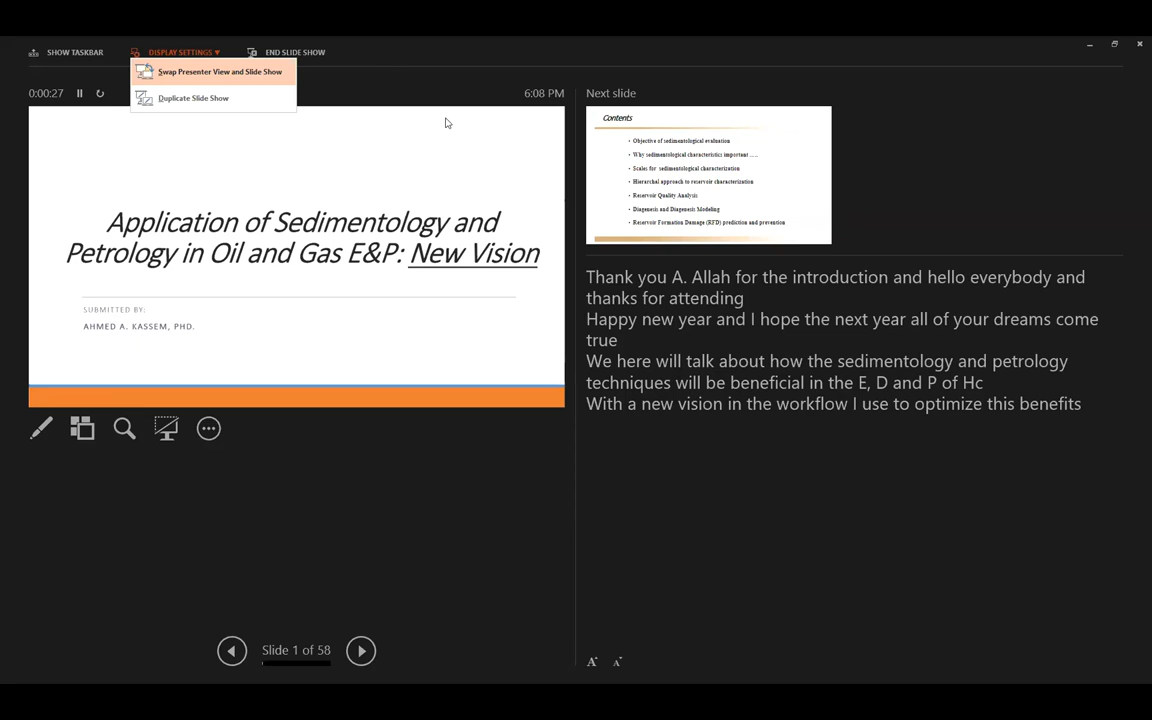 SHOW TASKBAR
DISPLAY SETTINGS ▼
END SLIDE SHOW
Swap Presenter View and Slide Show
Duplicate Slide Show
0:00:27
6:08 PM
Application of Sedimentology and
Petrology in Oil and Gas E&P: New Vision
SUBMITTED BY:
AHMED A. KASSEM, PHD.
Slide 1 of 58
Next slide
Contents
• Objective of sedimentological evaluation
• Why sedimentological characteristics important .....
• Scales for sedimentological characterization
• Hierarchal approach to reservoir characterization
• Reservoir Quality Analysis
• Diagenesis and Diagenesis Modeling
• Reservoir Formation Damage (RFD) prediction and prevention
Thank you A. Allah for the introduction and hello everybody and
thanks for attending
Happy new year and I hope the next year all of your dreams come
true
We here will talk about how the sedimentology and petrology
techniques will be beneficial in the E, D and P of Hc
With a new vision in the workflow I use to optimize this benefits
A A